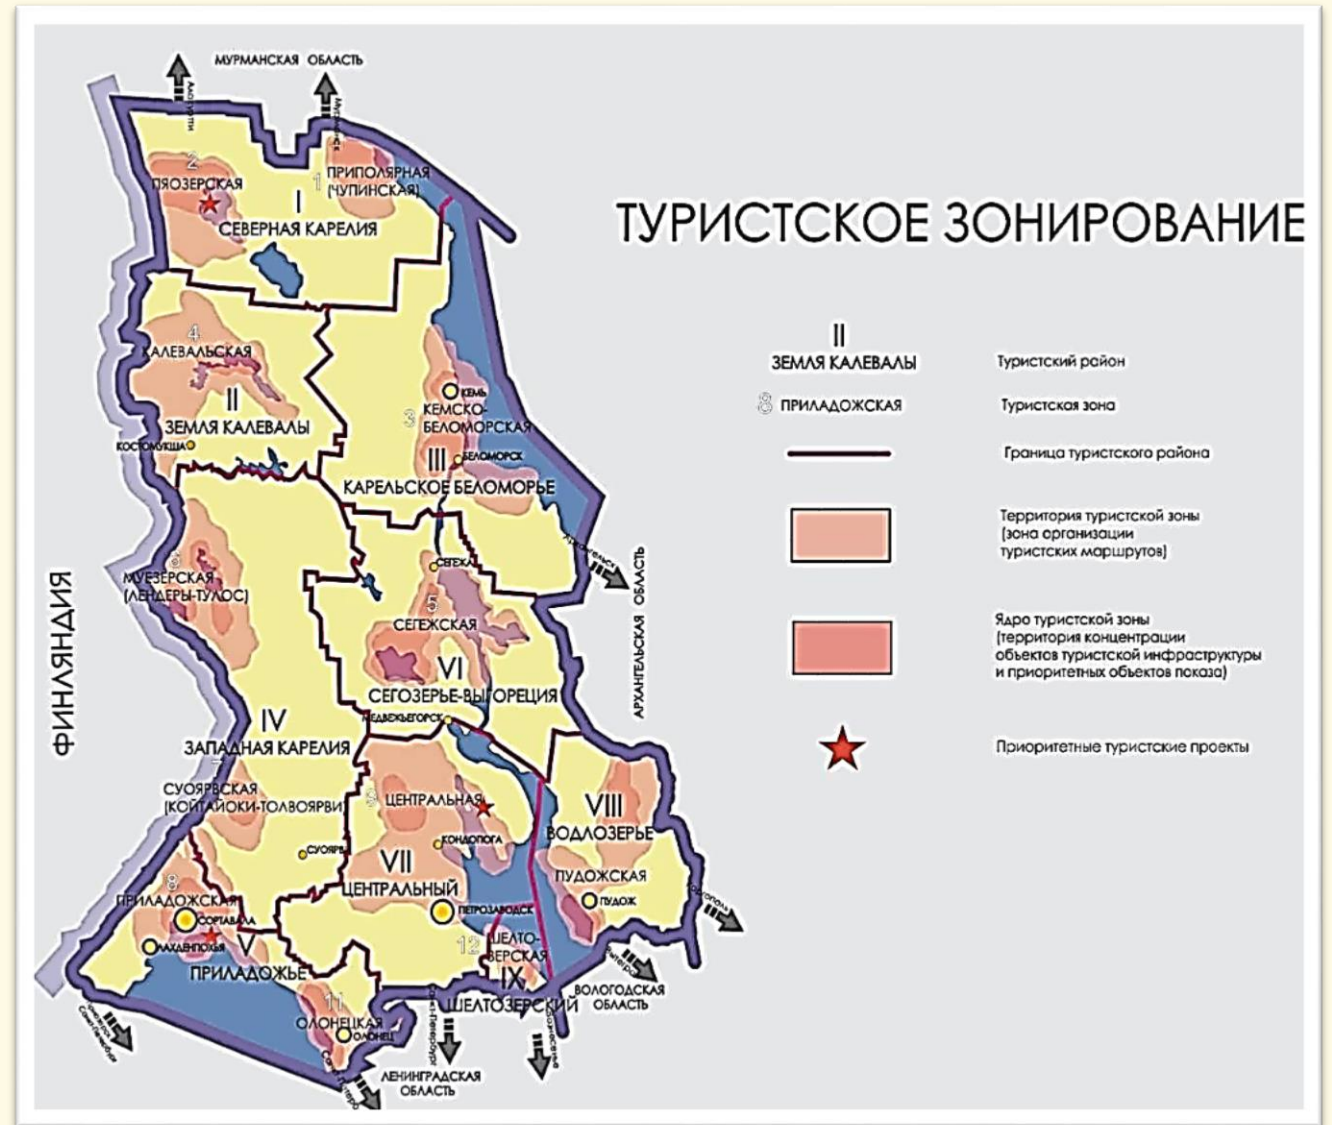 МУРМАНСКАЯ ОБЛАСТЬ
ТУРИСТСКОЕ ЗОНИРОВАНИЕ
2
ПЯОЗЕРСКАЯ
1
ПРИПОЛЯРНАЯ
(ЧУПИНСКАЯ)
I
СЕВЕРНАЯ КАРЕЛИЯ
4
КАЛЕВАЛЬСКАЯ
II
ЗЕМЛЯ КАЛЕВАЛЫ
КОСТОМУКША
КЕМЬ
3
КЕМСКО-
БЕЛОМОРСКАЯ
БЕЛОМОРСК
III
КАРЕЛЬСКОЕ БЕЛОМОРЬЕ
Архангельск
АРХАНГЕЛЬСКАЯ ОБЛАСТЬ
ФИНЛЯНДИЯ
6
МУЕЗЕРСКАЯ
(ЛЕНДЕРЫ-ТУЛОС)
СЕГЕЖА
5
СЕГЕЖСКАЯ
VI
СЕГОЗЕРЬЕ-ВЫГОРЕЦИЯ
МЕДВЕЖЬЕГОРСК
IV
ЗАПАДНАЯ КАРЕЛИЯ
7
СУОЯРВСКАЯ
(КОЙТАЙОКИ-ТОЛВОЯРВИ)
СУОЯРВИ
ЦЕНТРАЛЬНАЯ
КОНДОПОГА
VII
ЦЕНТРАЛЬНЫЙ
ПЕТРОЗАВОДСК
VIII
ВОДЛОЗЕРЬЕ
ПУДОЖСКАЯ
ПУДОЖ
8
ПРИЛАДОЖСКАЯ
СОРТАВАЛА
ЛАХДЕНПОХЬЯ
V
ПРИЛАДОЖЬЕ
12
ШЕЛТО-
ЗЕРСКАЯ
IX
ШЕЛТОЗЕРСКИЙ
ВОЛОГОДСКАЯ
ОБЛАСТЬ
11
ОЛОНЕЦКАЯ
ОЛОНЕЦ
ЛЕНИНГРАДСКАЯ
ОБЛАСТЬ
II
ЗЕМЛЯ КАЛЕВАЛЫ
Туристский район
8 ПРИЛАДОЖСКАЯ
Туристская зона
Граница туристского района
Территория туристской зоны
(зона организации
туристских маршрутов)
Ядро туристской зоны
(территория концентрации
объектов туристской инфраструктуры
и приоритетных объектов показа)
Приоритетные туристские проекты